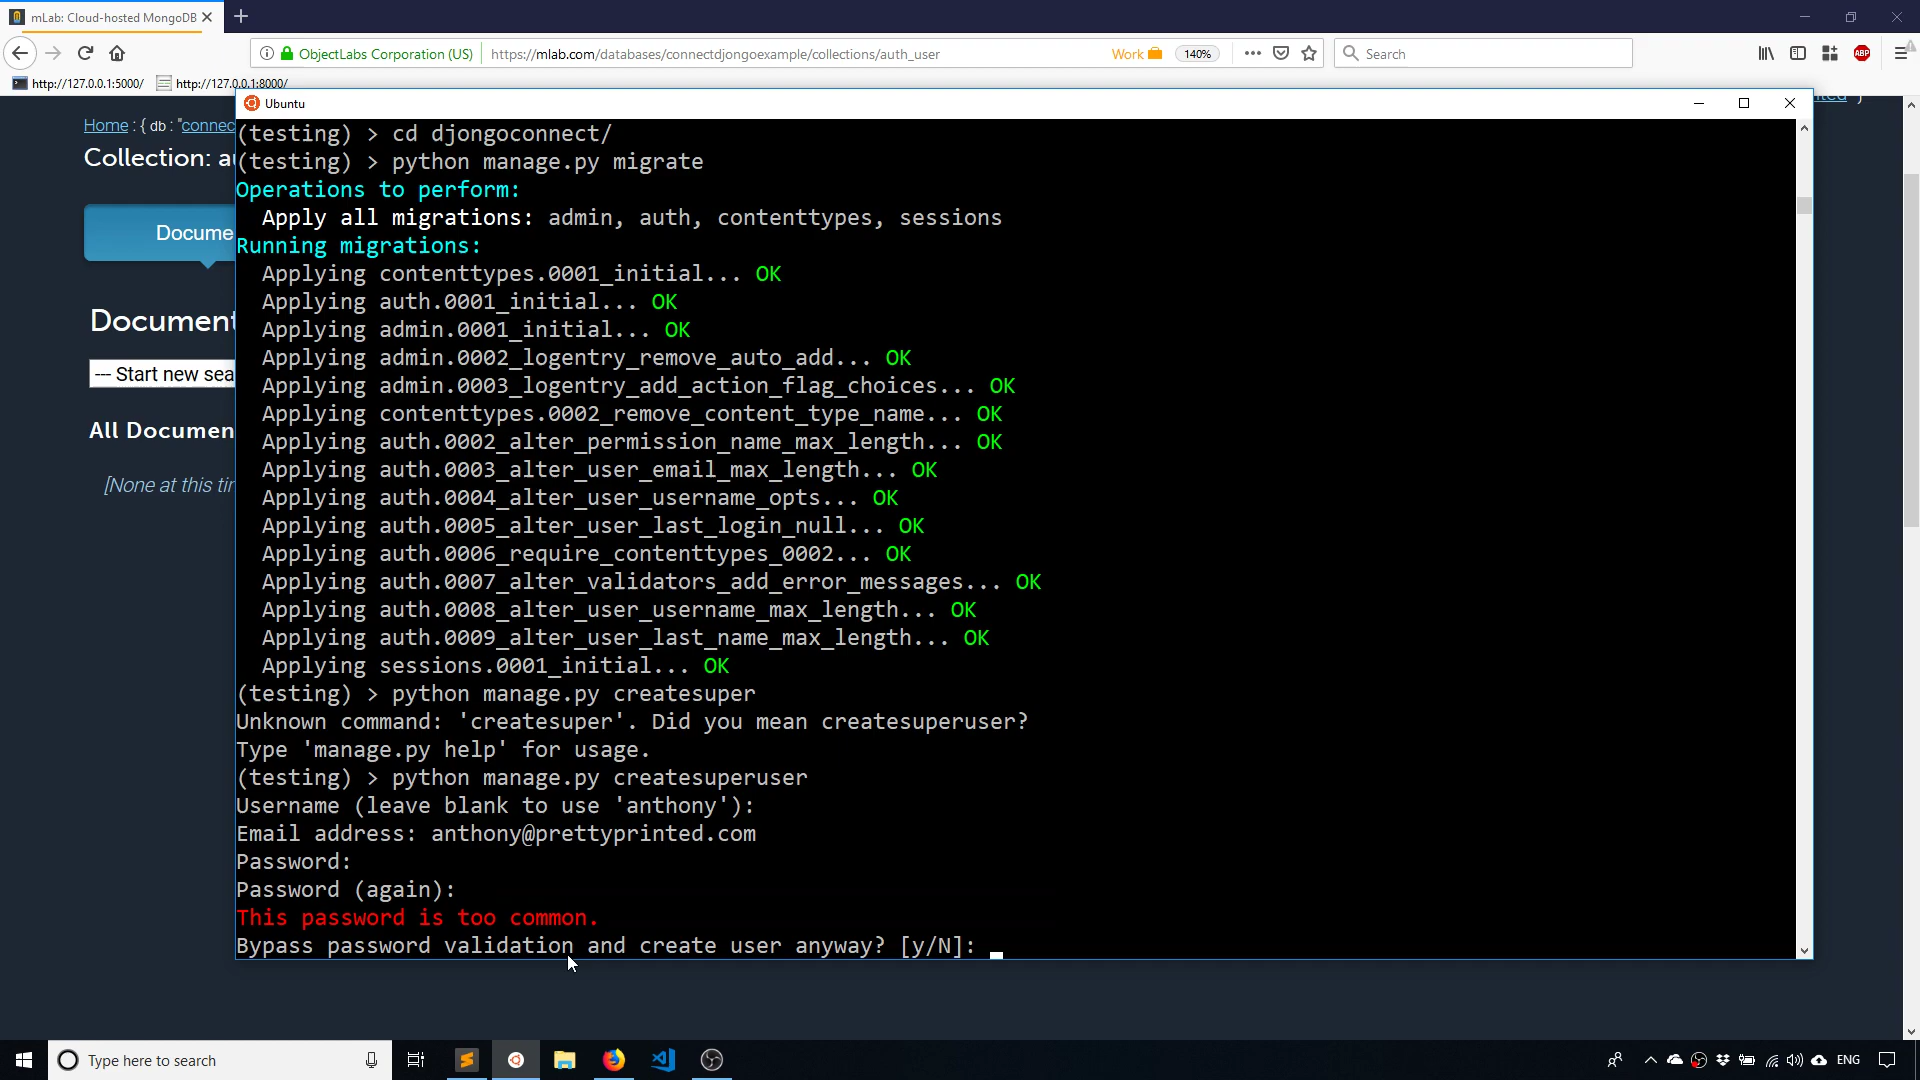 mLab: Cloud-hosted MongoDB
ObjectLabs Corporation (US)
https://mlab.com/databases/connectdjongoexample/collections/auth_user
Work
140%
Search
http://127.0.0.1:5000/
http://127.0.0.1:8000/
Home : { db : "connec
Collection: a
Docume
Document
--- Start new sea
All Documen
[None at this tir
Ubuntu
(testing) > cd djongoconnect/
(testing) > python manage.py migrate
Operations to perform:
Apply all migrations: admin, auth, contenttypes, sessions
Running migrations:
Applying contenttypes.0001_initial... OK
Applying auth.0001_initial... OK
Applying admin.0001_initial... OK
Applying admin.0002_logentry_remove_auto_add... OK
Applying admin.0003_logentry_add_action_flag_choices... OK
Applying contenttypes.0002_remove_content_type_name... OK
Applying auth.0002_alter_permission_name_max_length... OK
Applying auth.0003_alter_user_email_max_length... OK
Applying auth.0004_alter_user_username_opts... OK
Applying auth.0005_alter_user_last_login_null... OK
Applying auth.0006_require_contenttypes_0002... OK
Applying auth.0007_alter_validators_add_error_messages... OK
Applying auth.0008_alter_user_username_max_length... OK
Applying auth.0009_alter_user_last_name_max_length... OK
Applying sessions.0001_initial... OK
(testing) > python manage.py createsuper
Unknown command: 'createsuper'. Did you mean createsuperuser?
Type 'manage.py help' for usage.
(testing) > python manage.py createsuperuser
Username (leave blank to use 'anthony'):
Email address: anthony@prettyprinted.com
Password:
Password (again):
This password is too common.
Bypass password validation and create user anyway? [y/N]:
Type here to search
ENG
ABP